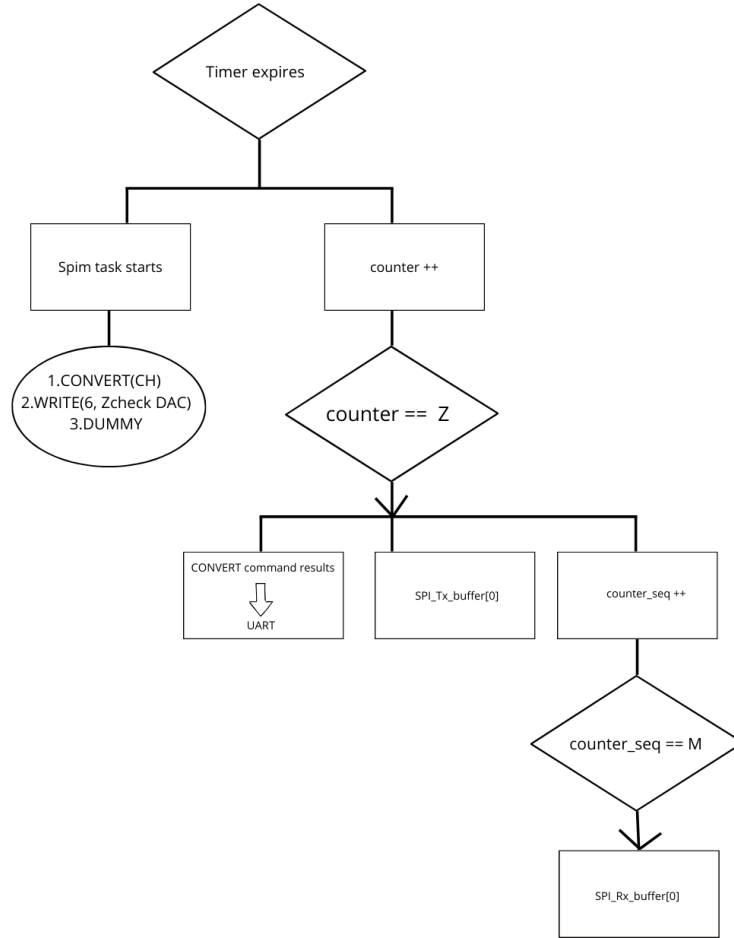 Timer expires
Spim task starts
counter ++
1.CONVERT(CH)
2.WRITE(6, Zcheck DAC)
3.DUMMY
counter == Z
CONVERT command results
UART
SPI_Tx_buffer[0]
counter_seq ++
counter_seq == M
SPI_Rx_buffer[0]